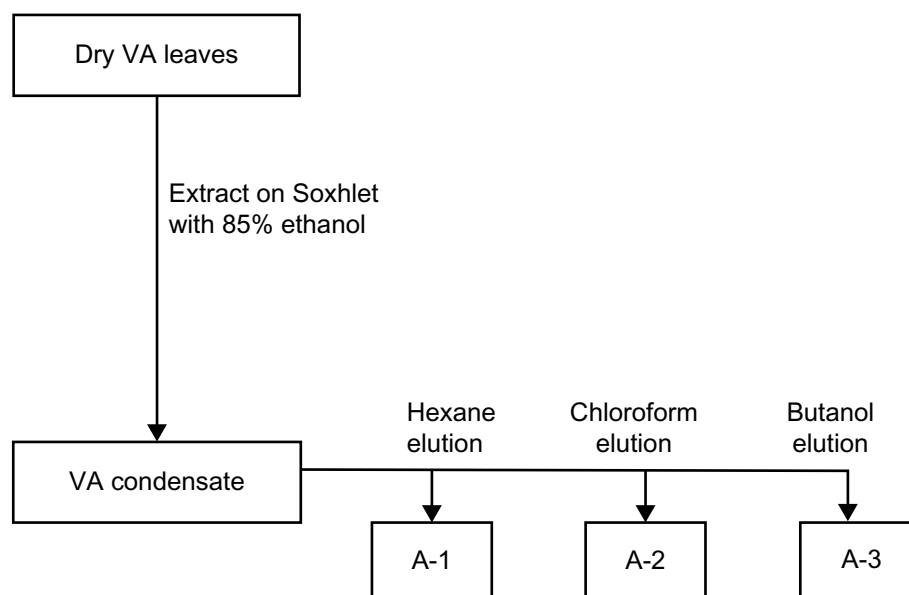 Dry VA leaves
Extract on Soxhlet
with 85% ethanol
Hexane
elution
Chloroform
elution
Butanol
elution
VA condensate
A-1
A-2
A-3